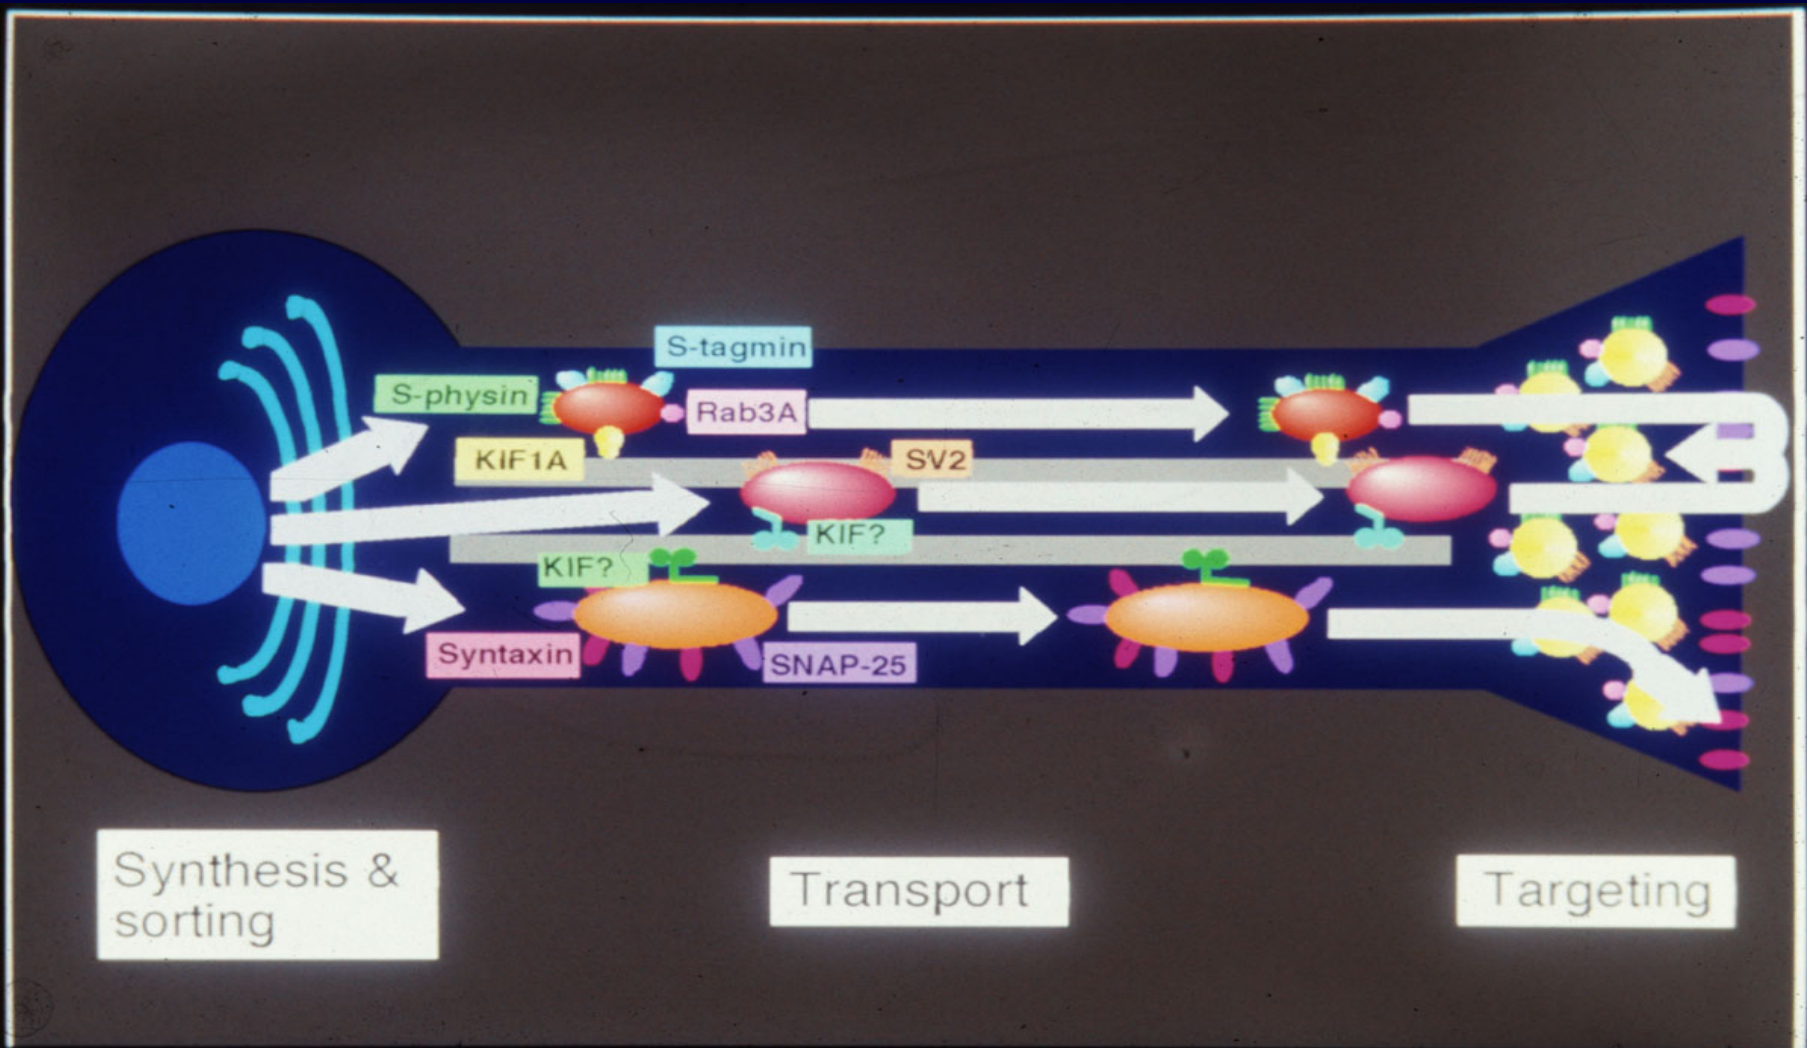 S-tagmin
S-physin
Rab3A
KIF1A
SV2
KIF?
KIF?
Syntaxin
SNAP-25
Synthesis &
sorting
Transport
Targeting